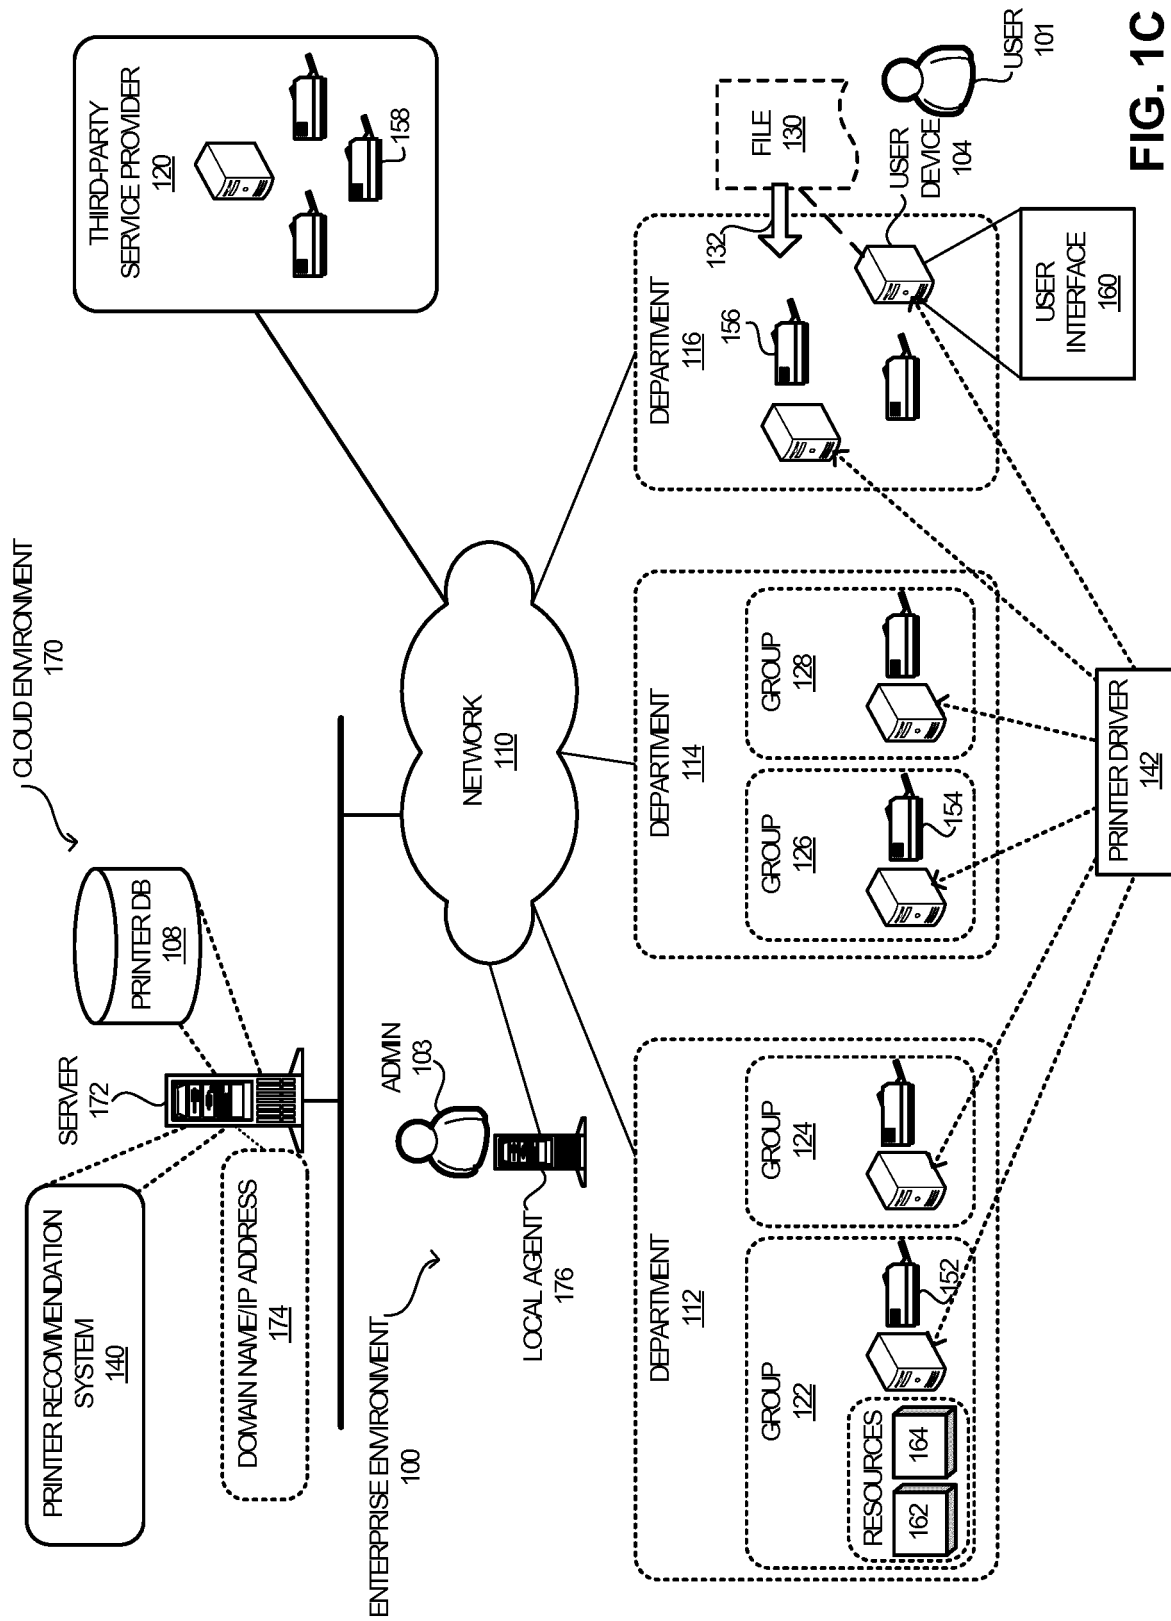 CLOUD ENVIRONMENT
170
THIRD-PARTY
SERVICE PROVIDER
120
158
PRINTER RECOMMENDATION
SYSTEM
140
SERVER
172
PRINTER DB
108
DOMAIN NAME/IP ADDRESS
174
ENTERPRISE ENVIRONMENT
100
ADMIN
103
LOCAL AGENT
176
NETWORK
110
DEPARTMENT
112
GROUP
122
RESOURCES
162
164
152
GROUP
124
DEPARTMENT
114
GROUP
126
154
GROUP
128
DEPARTMENT
116
156
132
FILE
130
USER
DEVICE
104
USER
101
USER
INTERFACE
160
PRINTER DRIVER
142
FIG. 1C